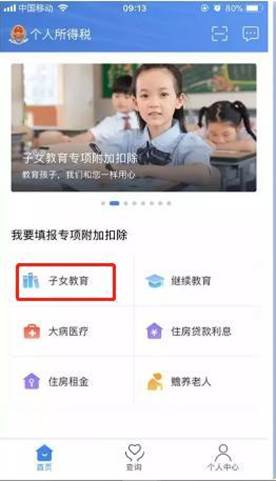 中国移动
09:13
80%
个人所得税
子女教育专项附加扣除
教育孩子,我们和您一样用心
我要填报专项附加扣除
子女教育
继续教育
大病医疗
住房贷款利息
住房租金
赡养老人
首页
查询
个人中心